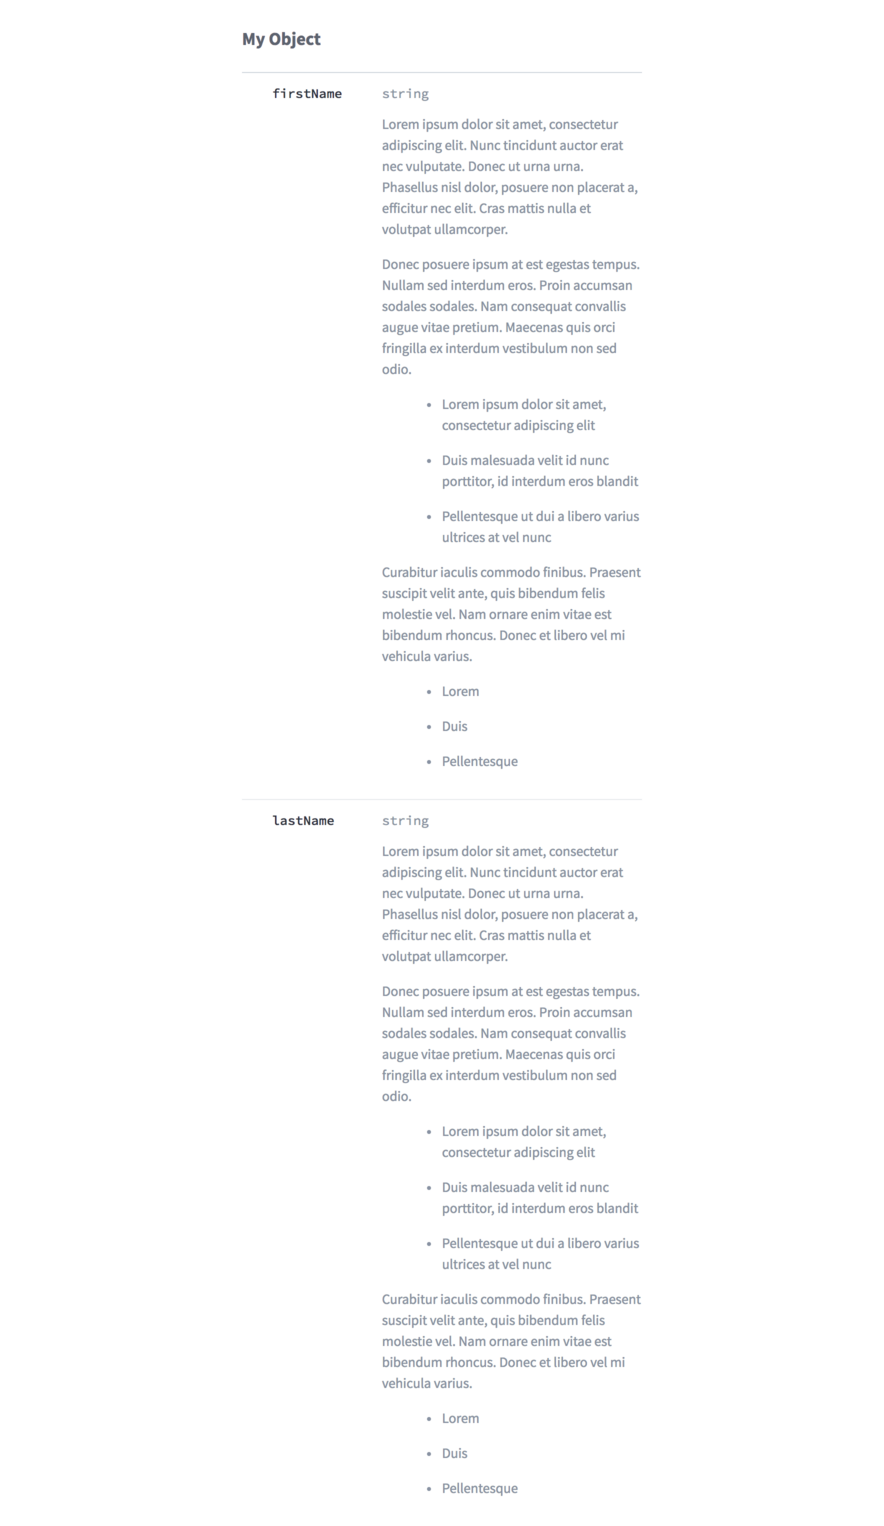 My Object
firstName string
Lorem ipsum dolor sit amet, consectetur
adipiscing elit. Nunc tincidunt auctor erat
nec vulputate. Donec ut urna urna.
Phasellus nisl dolor, posuere non placerat a,
efficitur nec elit. Cras mattis nulla et
volutpat ullamcorper.
Donec posuere ipsum at est egestas tempus.
Nullam sed interdum eros. Proin accumsan
sodales sodales. Nam consequat convallis
augue vitae pretium. Maecenas quis orci
fringilla ex interdum vestibulum non sed
odio.
• Lorem ipsum dolor sit amet,
consectetur adipiscing elit
• Duis malesuada velit id nunc
porttitor, id interdum eros blandit
• Pellentesque ut dui a libero varius
ultrices at vel nunc
Curabitur iaculis commodo finibus. Praesent
suscipit velit ante, quis bibendum felis
molestie vel. Nam ornare enim vitae est
bibendum rhoncus. Donec et libero vel mi
vehicula varius.
• Lorem
• Duis
• Pellentesque
lastName string
Lorem ipsum dolor sit amet, consectetur
adipiscing elit. Nunc tincidunt auctor erat
nec vulputate. Donec ut urna urna.
Phasellus nisl dolor, posuere non placerat a,
efficitur nec elit. Cras mattis nulla et
volutpat ullamcorper.
Donec posuere ipsum at est egestas tempus.
Nullam sed interdum eros. Proin accumsan
sodales sodales. Nam consequat convallis
augue vitae pretium. Maecenas quis orci
fringilla ex interdum vestibulum non sed
odio.
• Lorem ipsum dolor sit amet,
consectetur adipiscing elit
• Duis malesuada velit id nunc
porttitor, id interdum eros blandit
• Pellentesque ut dui a libero varius
ultrices at vel nunc
Curabitur iaculis commodo finibus. Praesent
suscipit velit ante, quis bibendum felis
molestie vel. Nam ornare enim vitae est
bibendum rhoncus. Donec et libero vel mi
vehicula varius.
• Lorem
• Duis
• Pellentesque